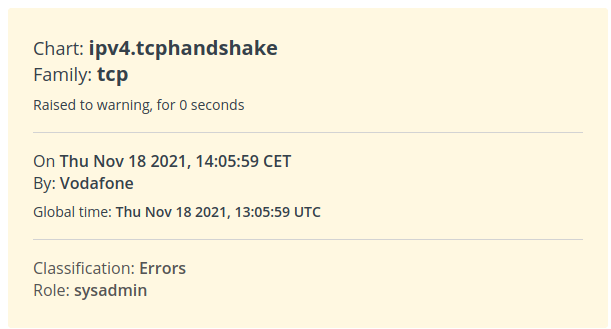 Chart: ipv4.tcphandshake
Family: tcp
Raised to warning, for 0 seconds
On Thu Nov 18 2021, 14:05:59 CET
By: Vodafone
Global time: Thu Nov 18 2021, 13:05:59 UTC
Classification: Errors
Role: sysadmin